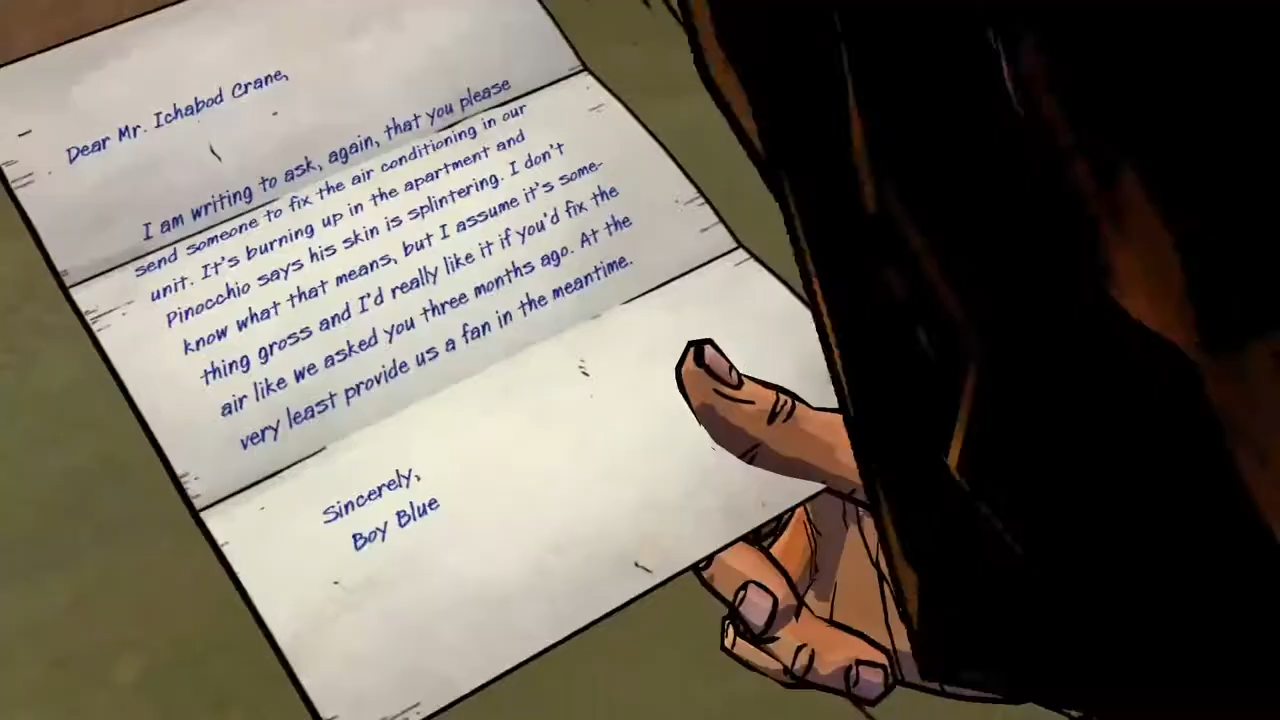 Dear Mr. Ichabod Crane,
I am writing to ask, again, that you please
send someone to fix the air conditioning in our
unit. It's burning up in the apartment and
Pinocchio says his skin is splintering. I don't
know what that means, but I assume it's some-
thing gross and I'd really like it if you'd fix the
air like we asked you three months ago. At the
very least provide us a fan in the meantime.
Sincerely,
Boy Blue